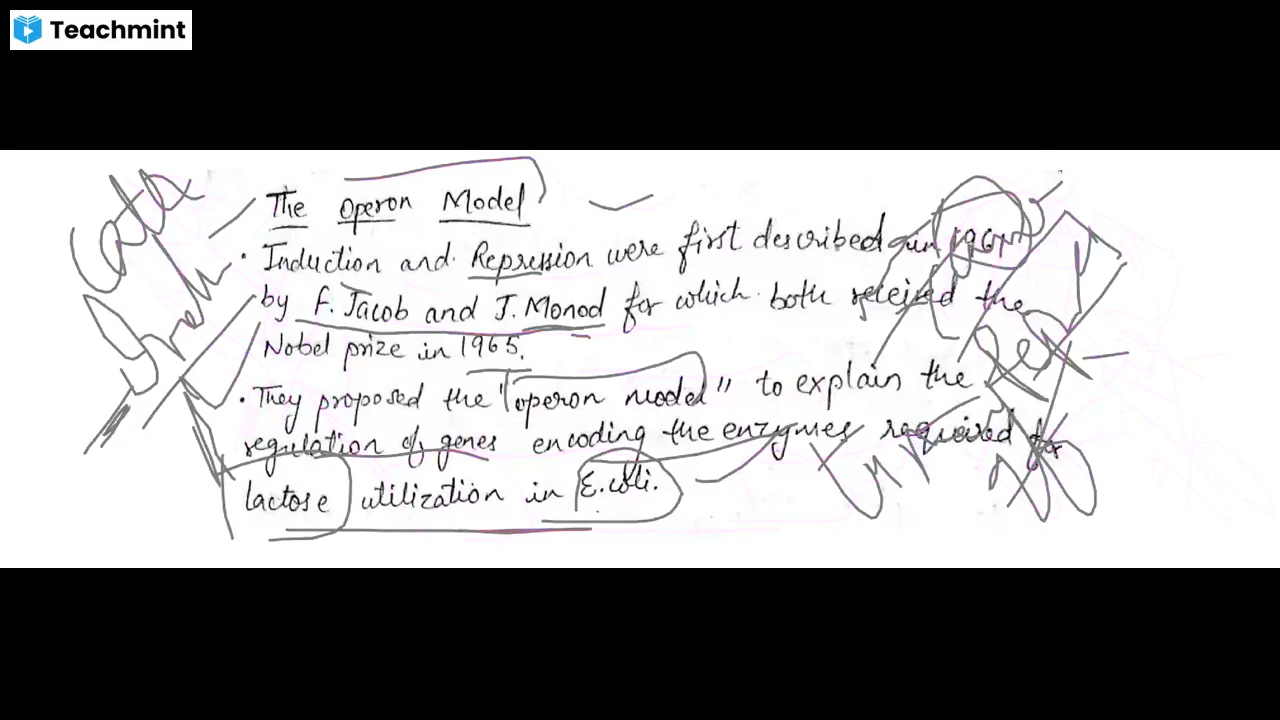 Teachmint
The Operon Model
• Induction and Repression were first described in 1961
by F. Jacob and J. Monod for which both received the
Nobel prize in 1965.
• They proposed the "operon model" to explain the
regulation of genes encoding the enzymes required for
lactose utilization in E.coli.